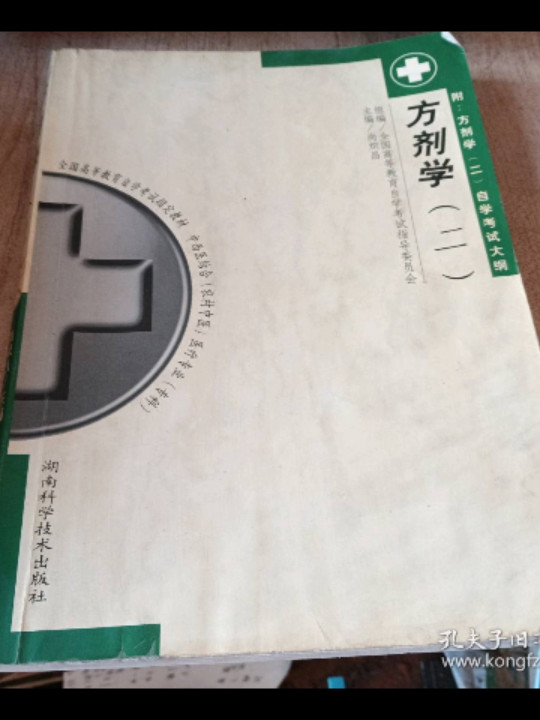 附：方剂学（二）自学考试大纲
方剂学（二）
组编／全国高等教育自学考试指导委员会
主编／尚炽昌
全国高等教育自学考试指定教材 中西医结合（农村中医）医疗专业（专科）
湖南科学技术出版社
孔夫子旧
www.kongfz